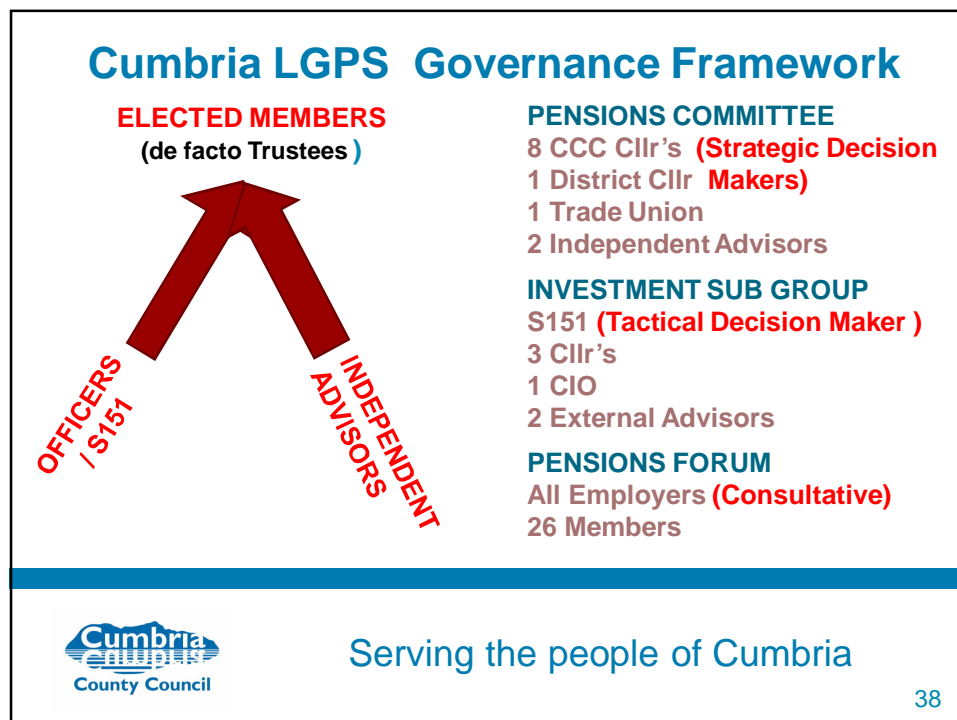 Cumbria LGPS Governance Framework
ELECTED MEMBERS
(de facto Trustees )
OFFICERS
/ S151
INDEPENDENT
ADVISORS
PENSIONS COMMITTEE
8 CCC Cllr's (Strategic Decision
1 District Cllr Makers)
1 Trade Union
2 Independent Advisors
INVESTMENT SUB GROUP
S151 (Tactical Decision Maker )
3 Cllr's
1 CIO
2 External Advisors
PENSIONS FORUM
All Employers (Consultative)
26 Members
Cumbria
County Council
Serving the people of Cumbria
38